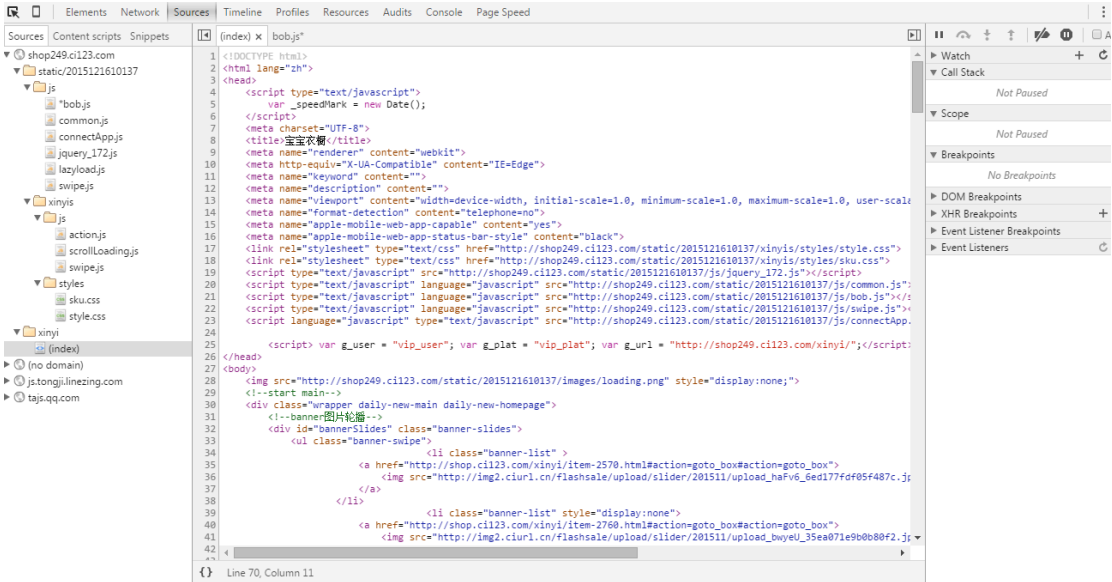 Elements Network Sources Timeline Profiles Resources Audits Console Page Speed
Sources Content scripts Snippets
(index) × bob.js*
▼ shop249.ci123.com
▼ static/2015121610137
▼ js
*bob.js
common.js
connectApp.js
jquery_172.js
lazyload.js
swipe.js
▼ xinyis
▼ js
action.js
scrollLoading.js
swipe.js
▼ styles
sku.css
style.css
▼ xinyi
(index)
▶ (no domain)
▶ js.tongji.linezing.com
▶ tajs.qq.com
1 <!DOCTYPE html>
2 <html lang="zh">
3 <head>
4 <script type="text/javascript">
5 var _speedMark = new Date();
6 </script>
7 <meta charset="UTF-8">
8 <title>宝宝衣橱</title>
9 <meta name="renderer" content="webkit">
10 <meta http-equiv="X-UA-Compatible" content="IE=Edge">
11 <meta name="keyword" content="">
12 <meta name="description" content="">
13 <meta name="viewport" content="width=device-width, initial-scale=1.0, minimum-scale=1.0, maximum-scale=1.0, user-scala
14 <meta name="format-detection" content="telephone=no">
15 <meta name="apple-mobile-web-app-capable" content="yes">
16 <meta name="apple-mobile-web-app-status-bar-style" content="black">
17 <link rel="stylesheet" type="text/css" href="http://shop249.ci123.com/static/2015121610137/xinyis/styles/style.css">
18 <link rel="stylesheet" type="text/css" href="http://shop249.ci123.com/static/2015121610137/xinyis/styles/sku.css">
19 <script type="text/javascript" src="http://shop249.ci123.com/static/2015121610137/js/jquery_172.js"></script>
20 <script type="text/javascript" language="javascript" src="http://shop249.ci123.com/static/2015121610137/js/common.js">
21 <script type="text/javascript" language="javascript" src="http://shop249.ci123.com/static/2015121610137/js/bob.js"></s
22 <script type="text/javascript" language="javascript" src="http://shop249.ci123.com/static/2015121610137/js/swipe.js"><
23 <script language="javascript" type="text/javascript" src="http://shop249.ci123.com/static/2015121610137/js/connectApp.
24
25 <script> var g_user = "vip_user"; var g_plat = "vip_plat"; var g_url = "http://shop249.ci123.com/xinyi/";</script>
26 </head>
27 <body>
28 <img src="http://shop249.ci123.com/static/2015121610137/images/loading.png" style="display:none;">
29 <!--start main-->
30 <div class="wrapper daily-new-main daily-new-homepage">
31 <!--banner图片轮播-->
32 <div id="bannerSlides" class="banner-slides">
33 <ul class="banner-swipe">
34 <li class="banner-list" >
35 <a href="http://shop.ci123.com/xinyi/item-2570.html#action=goto_box#action=goto_box">
36 <img src="http://img2.ciurl.cn/flashsale/upload/slider/201511/upload_haFv6_6ed177fdf05f487c.jp
37 </a>
38 </li>
39 <li class="banner-list" style="display:none">
40 <a href="http://shop.ci123.com/xinyi/item-2760.html#action=goto_box#action=goto_box">
41 <img src="http://img2.ciurl.cn/flashsale/upload/slider/201511/upload_bwyeU_35ea071e9b0b80f2.jp
42
{} Line 70, Column 11
A
▶ Watch
▼ Call Stack
Not Paused
▼ Scope
Not Paused
▼ Breakpoints
No Breakpoints
▶ DOM Breakpoints
▶ XHR Breakpoints
▶ Event Listener Breakpoints
▶ Event Listeners